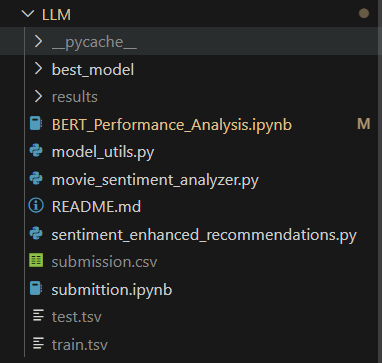 LLM
__pycache__
best_model
results
BERT_Performance_Analysis.ipynb M
model_utils.py
movie_sentiment_analyzer.py
README.md
sentiment_enhanced_recommendations.py
submission.csv
submittion.ipynb
test.tsv
train.tsv